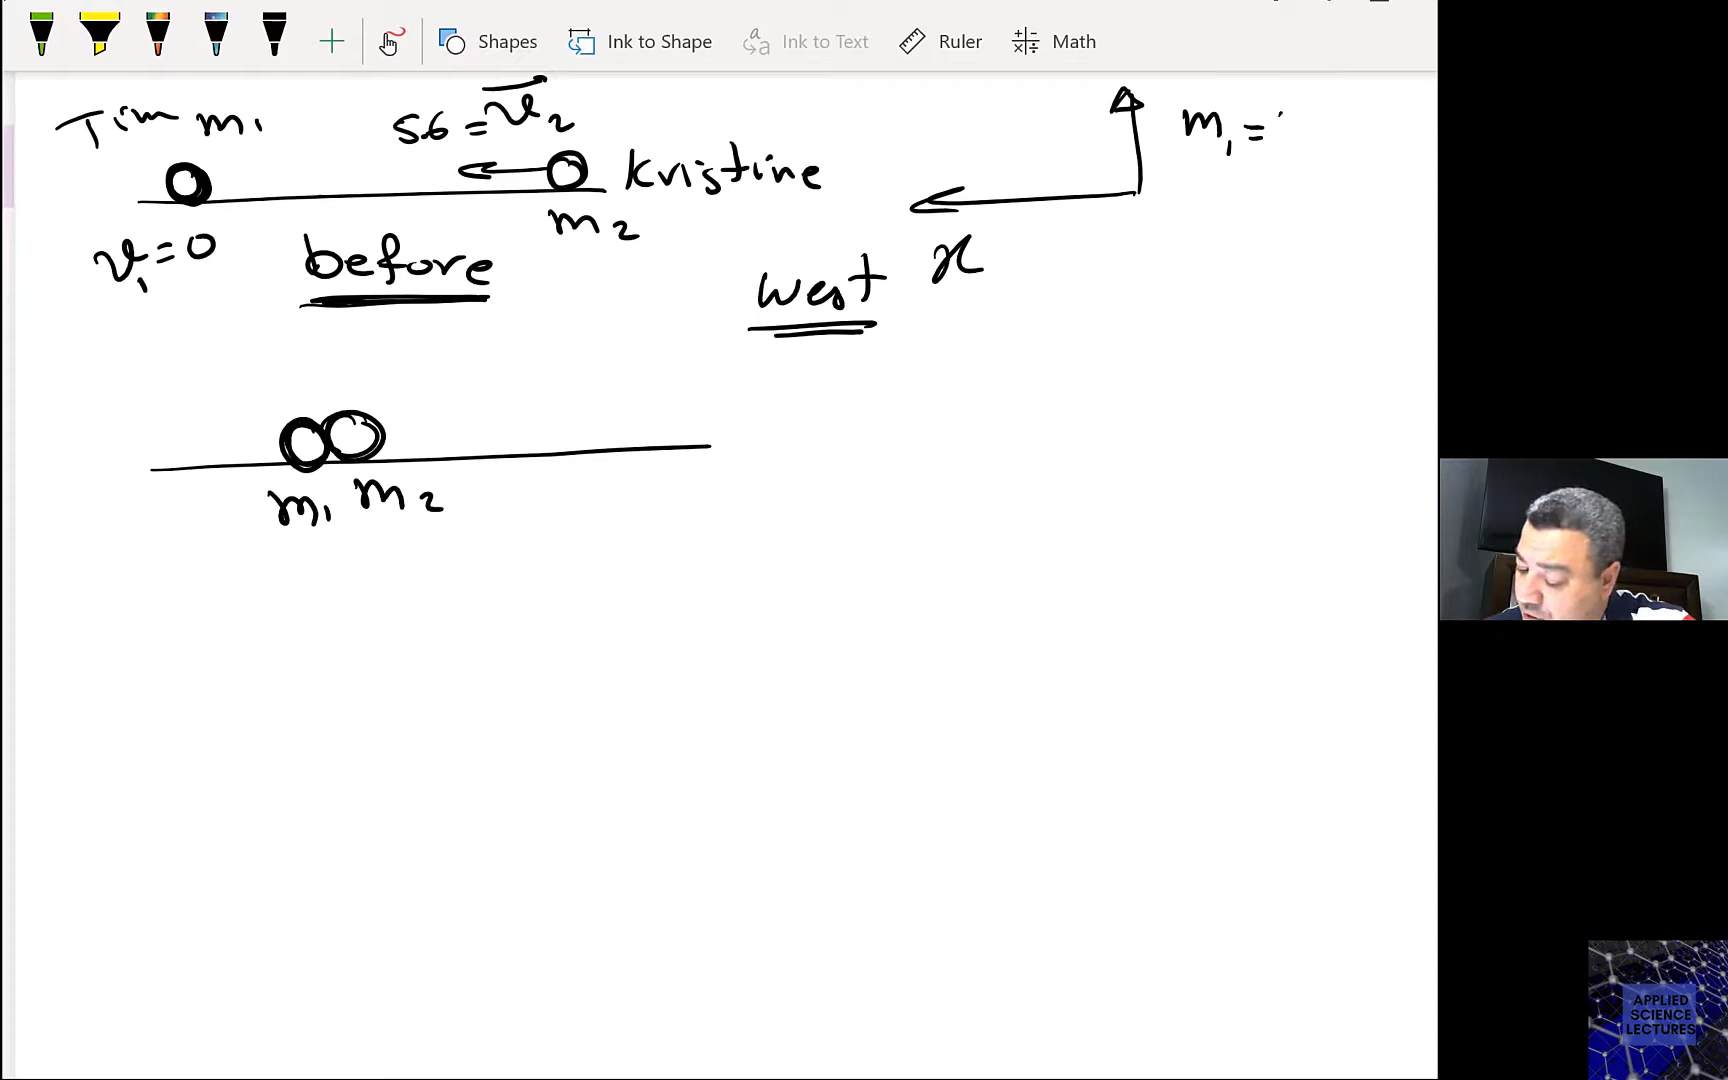 Shapes
Ink to Shape
Ink to Text
Ruler
Math
Tim m1
56 = v2
Kristine
m2
v1 = 0
before
west
x
m1 =
m1 m2
APPLIED
SCIENCE
LECTURES